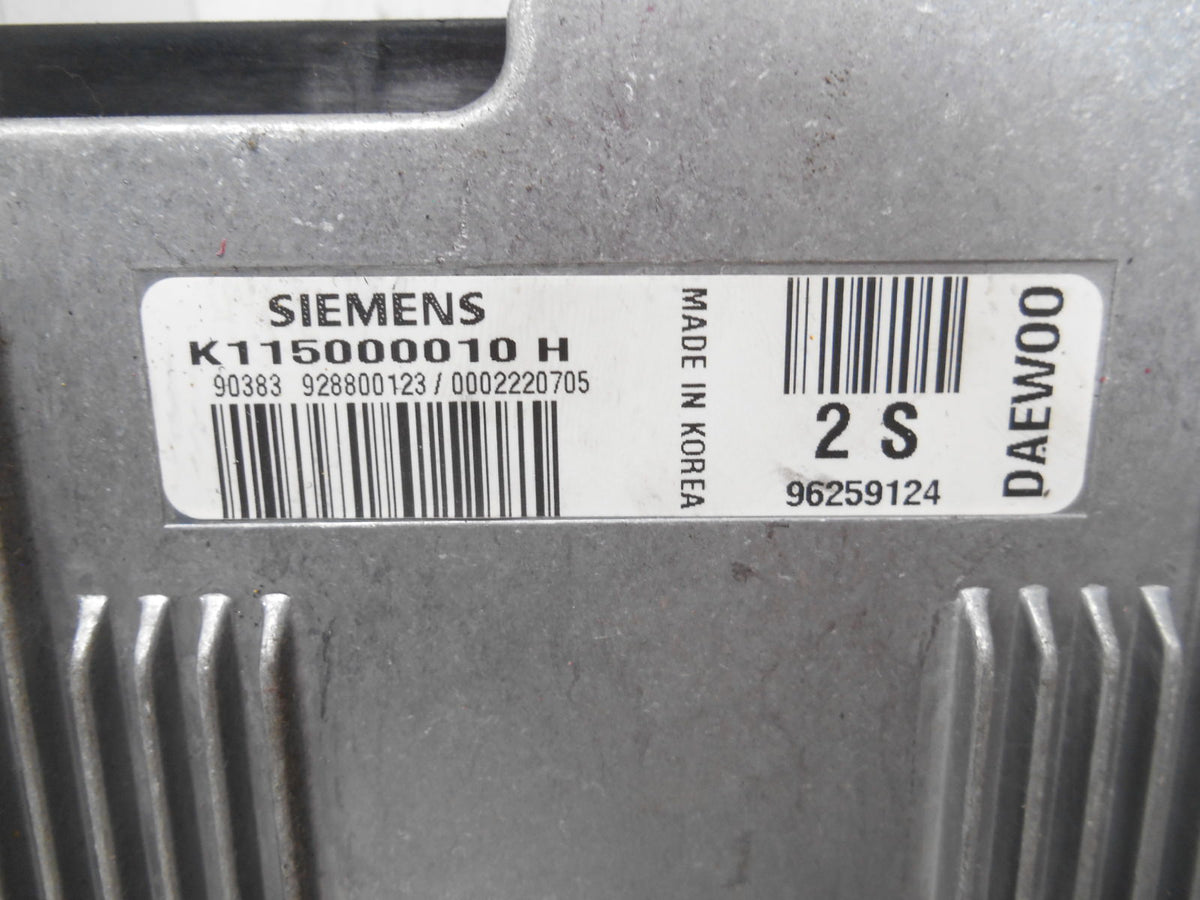 SIEMENS
K115000010 H
90383 928800123 / 0002220705
MADE IN KOREA
2 S
96259124
DAEWOO